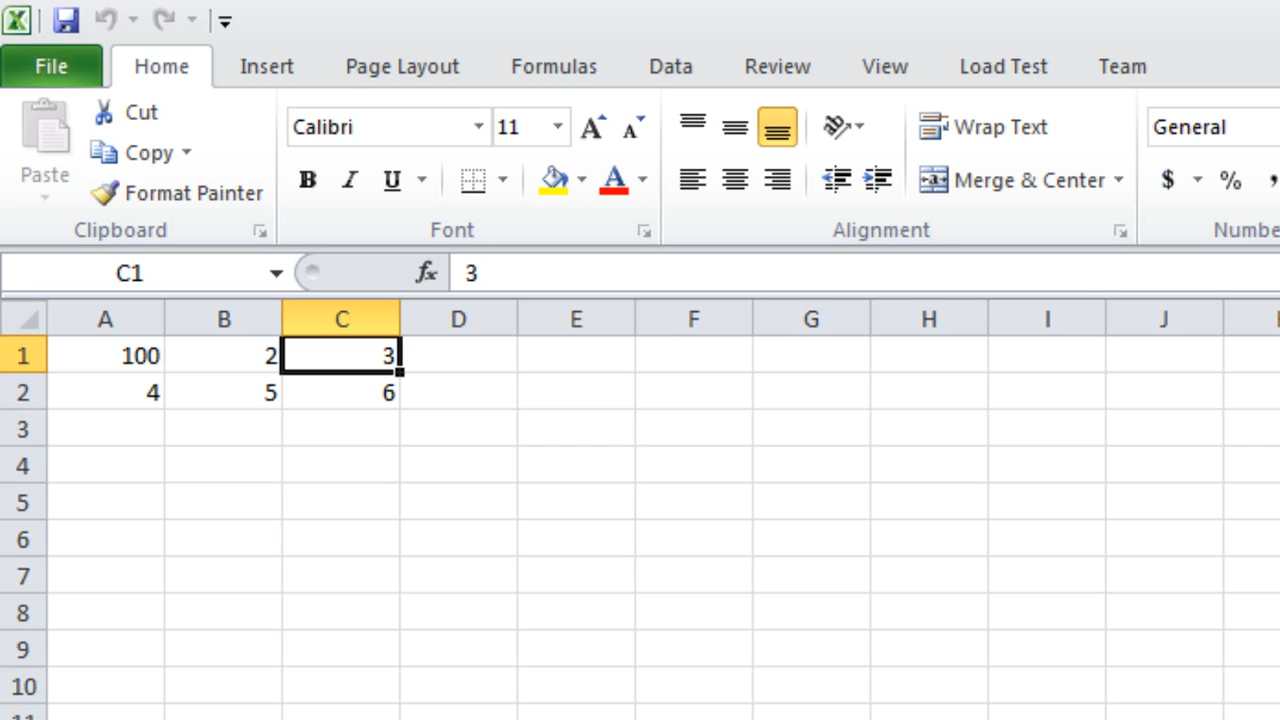 File Home Insert Page Layout Formulas Data Review View Load Test Team
Cut
Copy
Format Painter
Paste
Clipboard
Calibri 11
B I U
Font
Wrap Text
Merge & Center
Alignment
General
$ % ,
C1 fx 3
A B C D E F G H I J
1 100 2 3
2 4 5 6
3
4
5
6
7
8
9
10
11